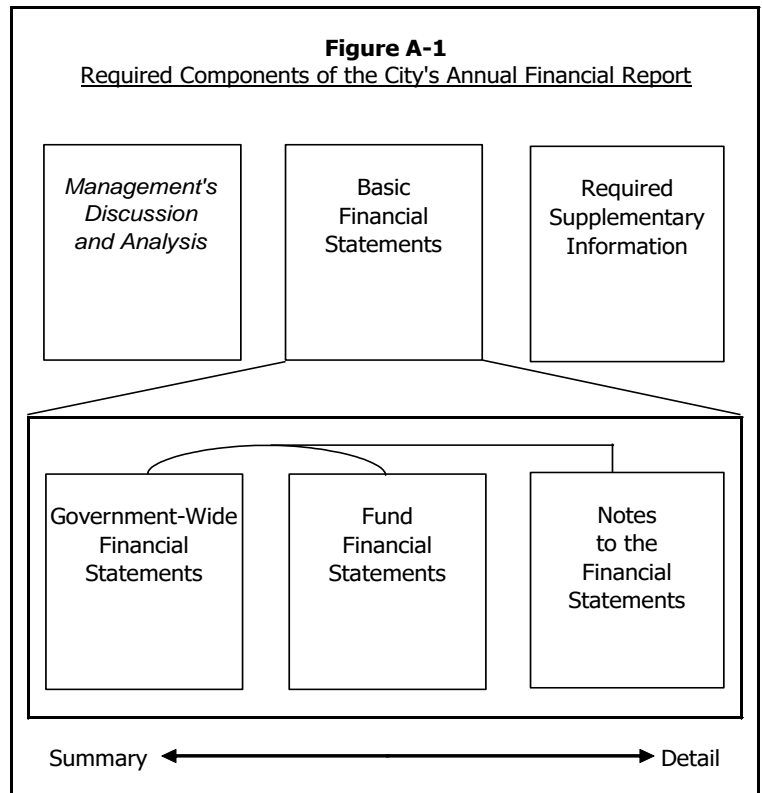 Figure A-1
Required Components of the City's Annual Financial Report
Management's
Discussion
and Analysis
Basic
Financial
Statements
Required
Supplementary
Information
Government-Wide
Financial
Statements
Fund
Financial
Statements
Notes
to the
Financial
Statements
Summary
Detail